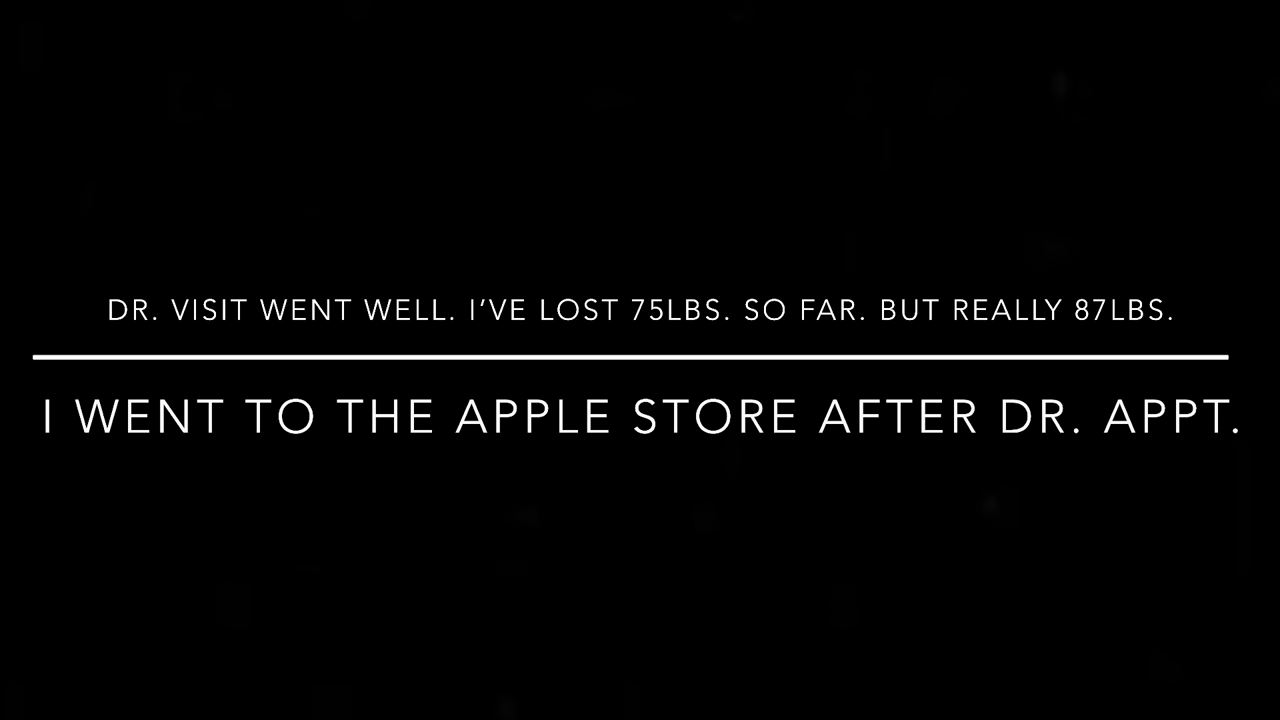 DR. VISIT WENT WELL. I’VE LOST 75LBS. SO FAR. BUT REALLY 87LBS.
I WENT TO THE APPLE STORE AFTER DR. APPT.